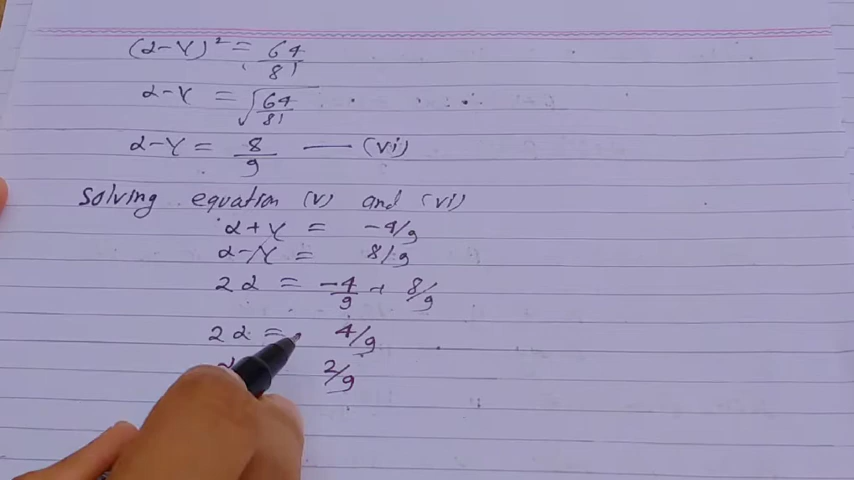 (α-γ)² = 64/81
α-γ = √64/81
α-γ = 8/9 —— (vi)
Solving equation (v) and (vi)
α+γ = -4/9
α-γ = 8/9
2α = -4/9 + 8/9
2α = 4/9
2/9